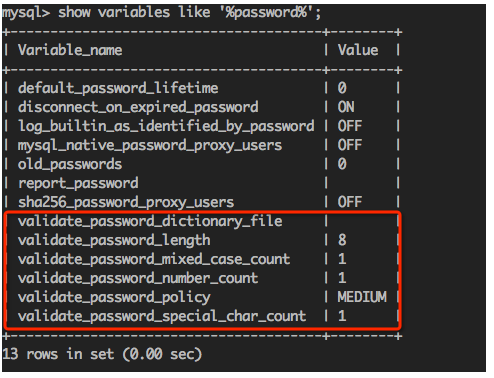 mysql> show variables like '%password%';
+---------------------------------------+--------+
| Variable_name                         | Value  |
+---------------------------------------+--------+
| default_password_lifetime             | 0      |
| disconnect_on_expired_password        | ON     |
| log_builtin_as_identified_by_password | OFF    |
| mysql_native_password_proxy_users     | OFF    |
| old_passwords                         | 0      |
| report_password                       |        |
| sha256_password_proxy_users           | OFF    |
| validate_password_dictionary_file     |        |
| validate_password_length              | 8      |
| validate_password_mixed_case_count    | 1      |
| validate_password_number_count        | 1      |
| validate_password_policy              | MEDIUM |
| validate_password_special_char_count  | 1      |
+---------------------------------------+--------+
13 rows in set (0.00 sec)